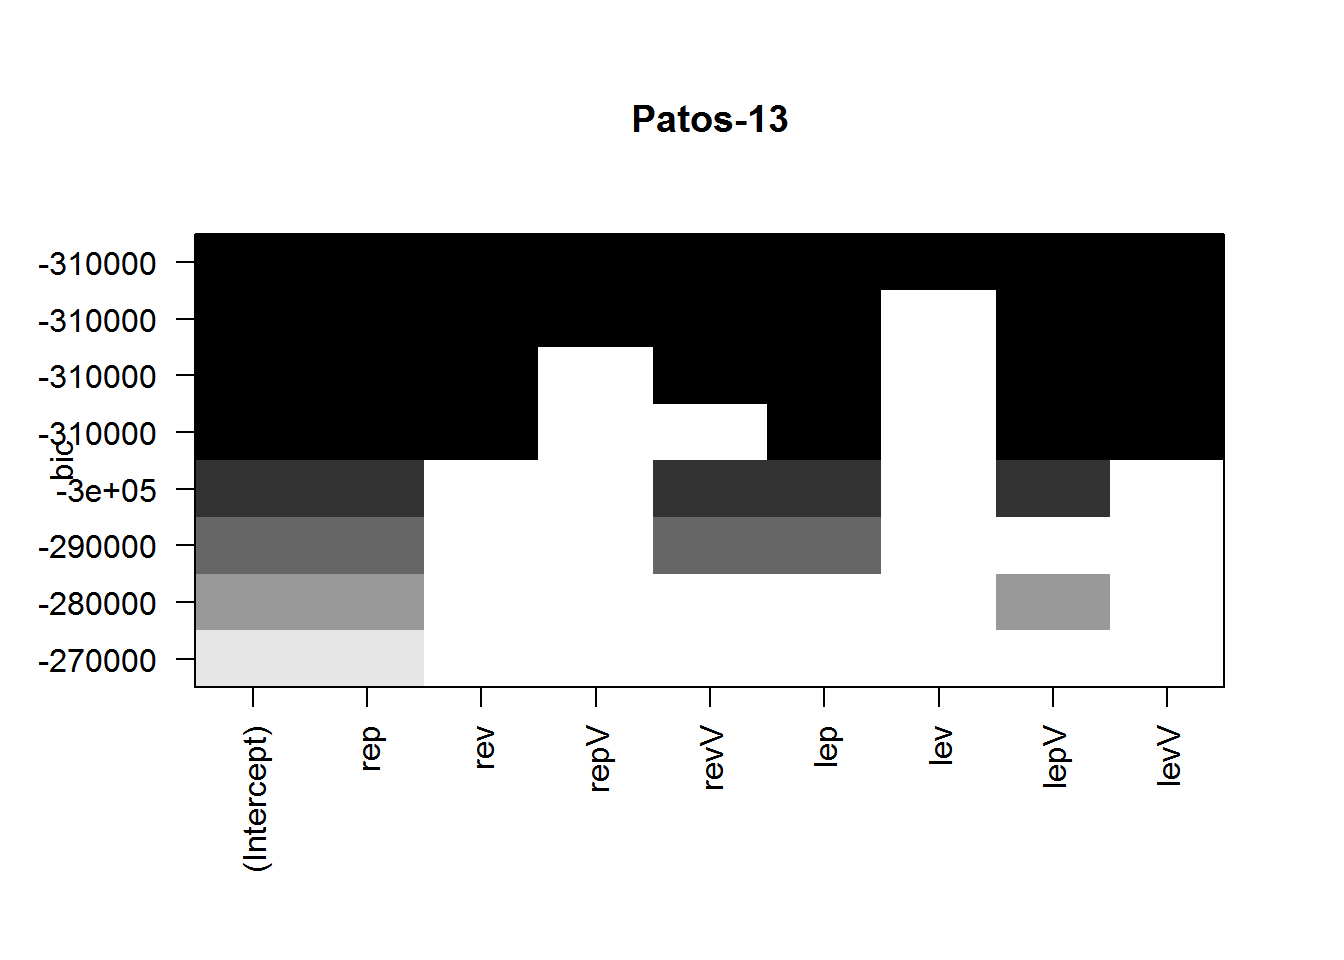 Patos-13
bic
-310000
-310000
-310000
-310000
-3e+05
-290000
-280000
-270000
(Intercept)
rep
rev
repV
revV
lep
lev
lepV
levV